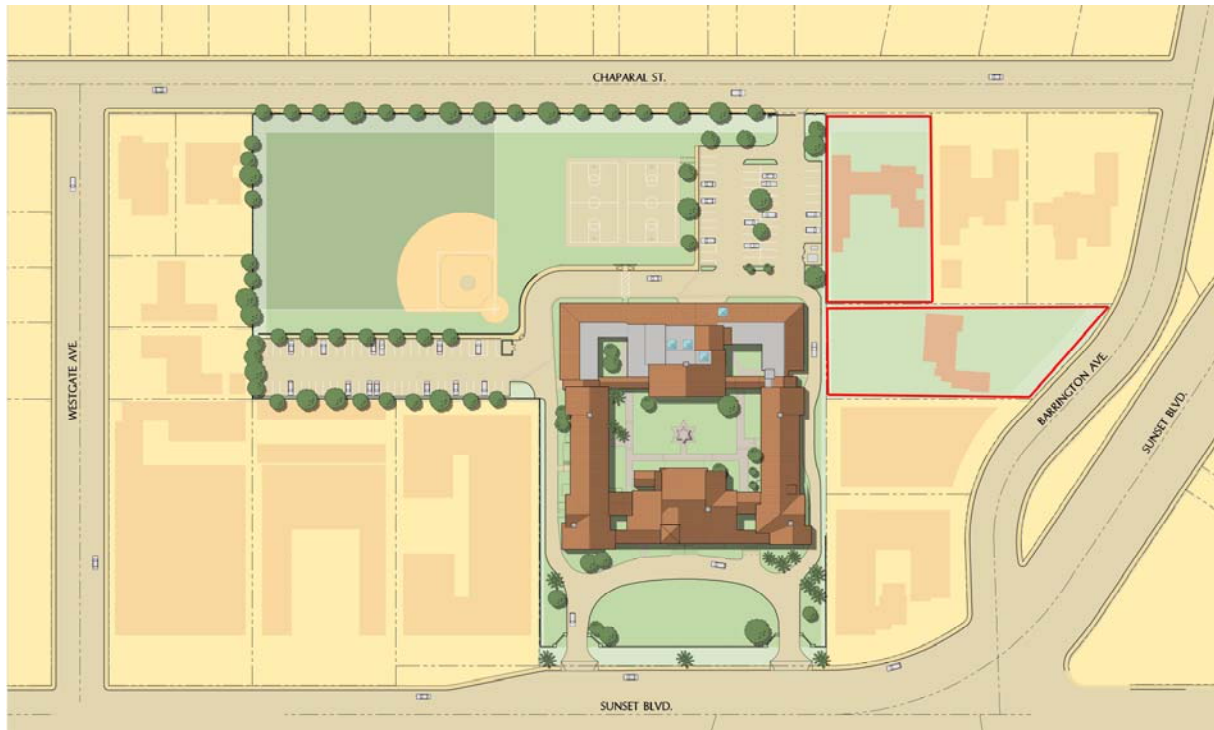 CHAPARAL ST.
WESTGATE AVE.
BARRINGTON AVE.
SUNSET BLVD.
SUNSET BLVD.